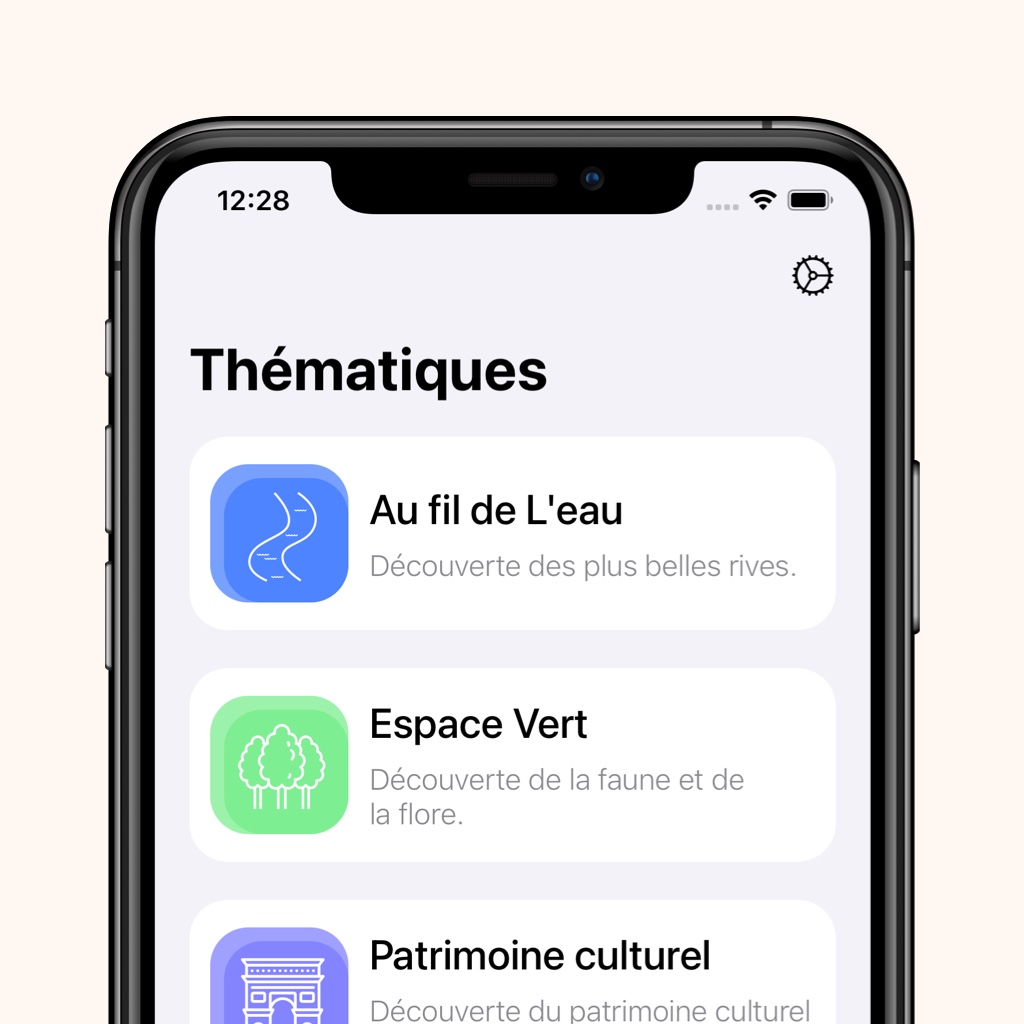 12:28
Thématiques
Au fil de L'eau
Découverte des plus belles rives.
Espace Vert
Découverte de la faune et de
la flore.
Patrimoine culturel
Découverte du patrimoine culturel